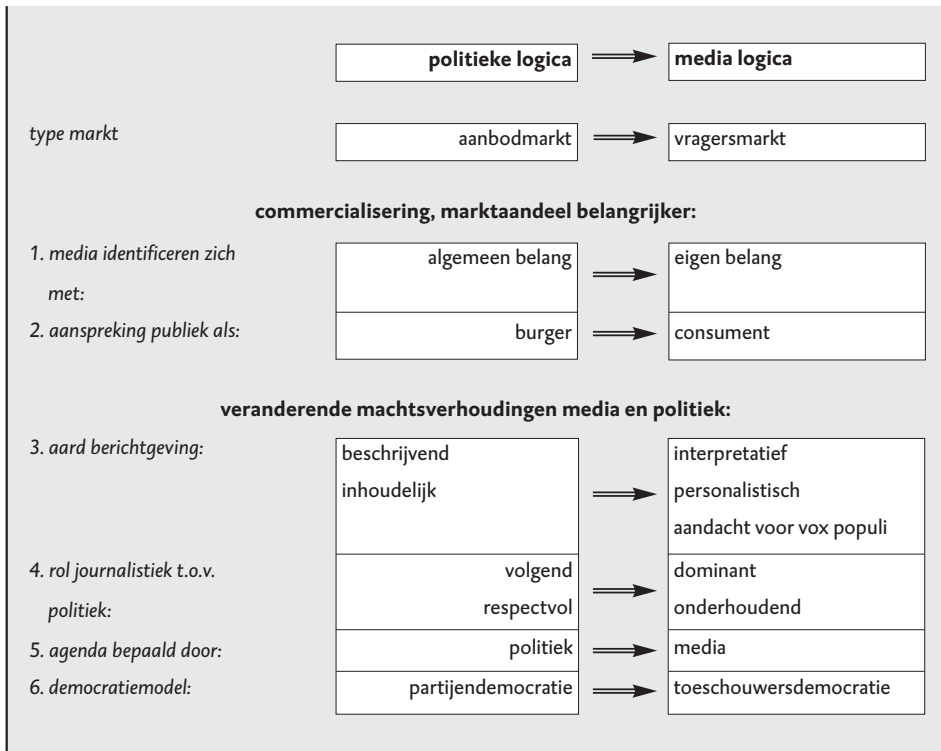 politieke logica media logica
type markt aanbodmarkt vragersmarkt
commercialisering, marktaandeel belangrijker:
1. media identificeren zich algemeen belang eigen belang
met:
2. aanspreking publiek als: burger consument
veranderende machtsverhoudingen media en politiek:
3. aard berichtgeving: beschrijvend interpretatief
inhoudelijk personalistisch
aandacht voor vox populi
4. rol journalistiek t.o.v. volgend dominant
politiek: respectvol onderhoudend
5. agenda bepaald door: politiek media
6. democratiemodel: partijendemocratie toeschouwersdemocratie